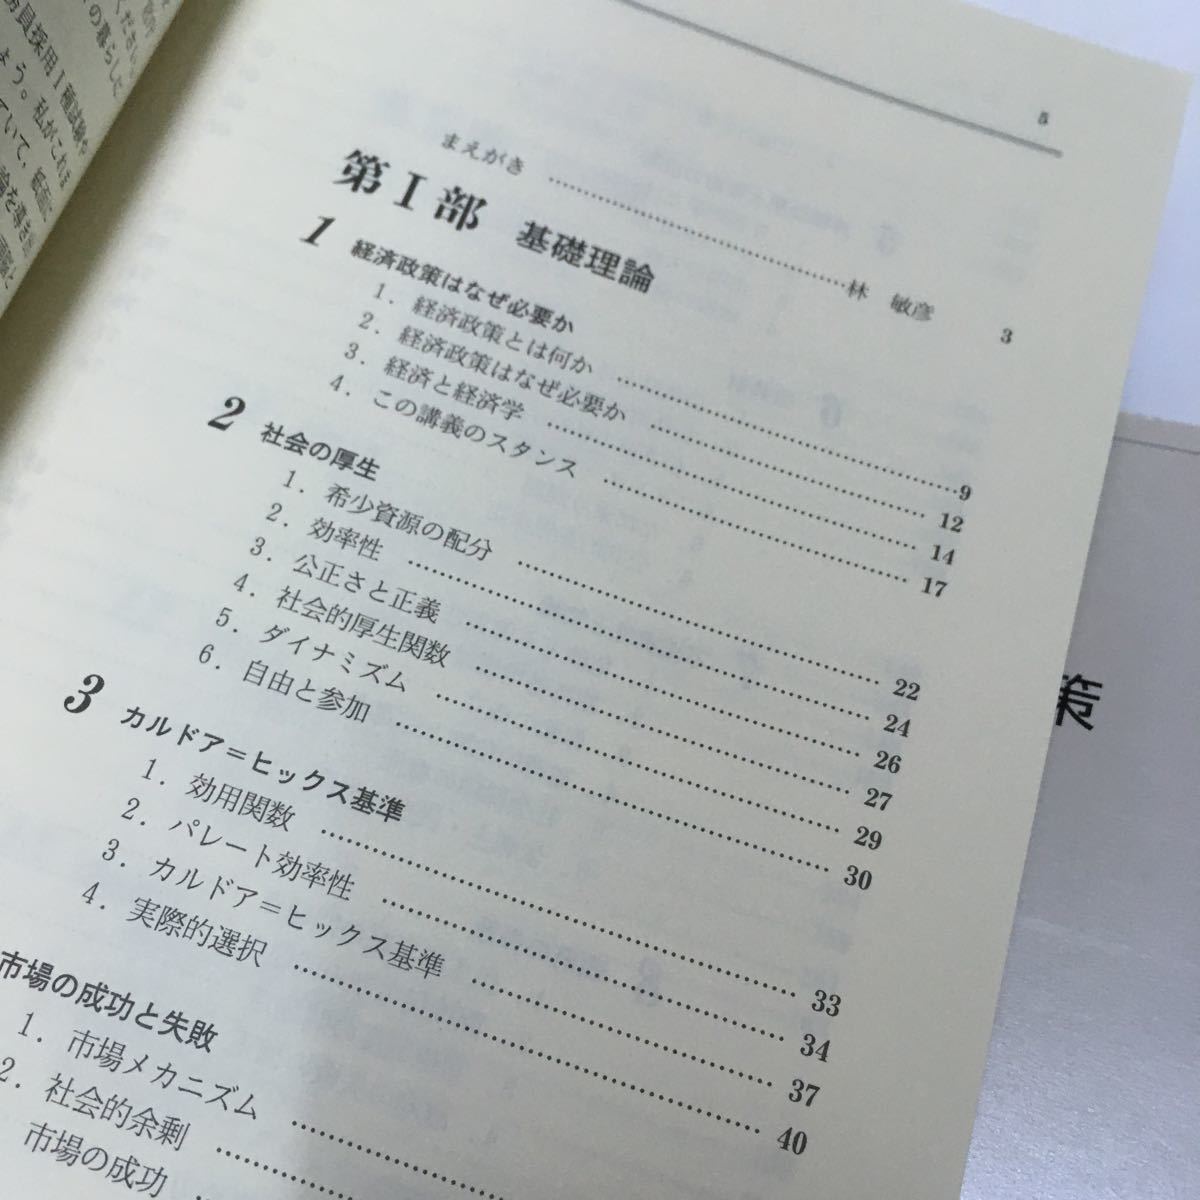 5
まえがき ……林 敏彦 3
第Ⅰ部 基礎理論
1 経済政策はなぜ必要か
1．経済政策とは何か ……9
2．経済政策はなぜ必要か ……12
3．経済と経済学 ……14
4．この講義のスタンス ……17
2 社会の厚生
1．希少資源の配分 ……22
2．効率性 ……24
3．公正さと正義 ……26
4．社会的厚生関数 ……27
5．ダイナミズム ……29
6．自由と参加 ……30
3 カルドア＝ヒックス基準
1．効用関数 ……33
2．パレート効率性 ……34
3．カルドア＝ヒックス基準 ……37
4．実際的選択 ……40
市場の成功と失敗
1．市場メカニズム ……
2．社会的余剰 ……
市場の成功 ……
策